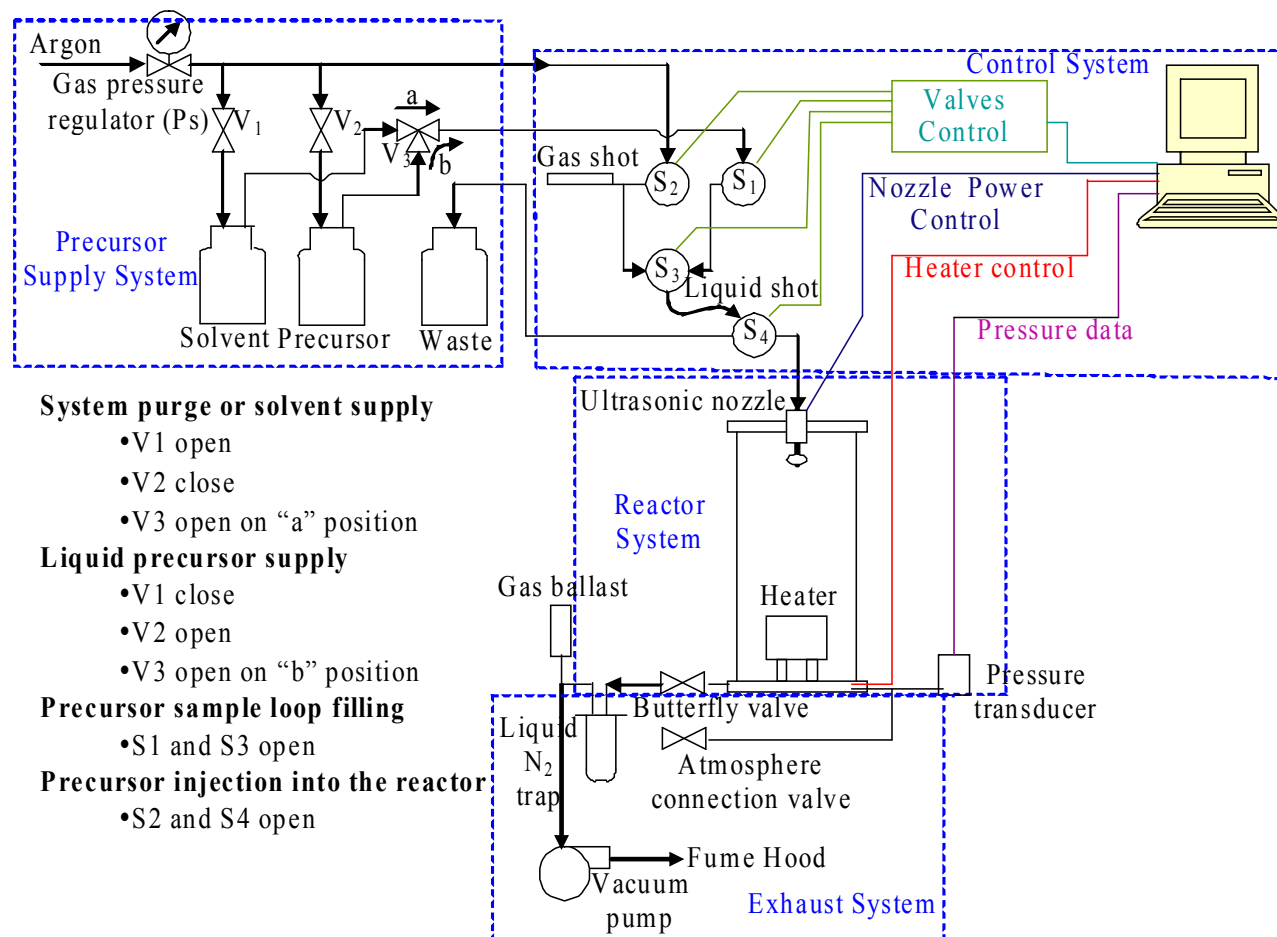 Argon
Gas pressure
regulator (Ps)
V1
V2
a
V3
b
Precursor
Supply System
Solvent
Precursor
Waste
Control System
Valves
Control
Gas shot
S2
S1
S3
Liquid shot
S4
Nozzle Power
Control
Heater control
Pressure data
System purge or solvent supply
•V1 open
•V2 close
•V3 open on “a” position
Liquid precursor supply
•V1 close
•V2 open
•V3 open on “b” position
Precursor sample loop filling
•S1 and S3 open
Precursor injection into the reactor
•S2 and S4 open
Ultrasonic nozzle
Reactor
System
Heater
Gas ballast
Butterfly valve
Pressure
transducer
Liquid
N2
trap
Atmosphere
connection valve
Fume Hood
Vacuum
pump
Exhaust System